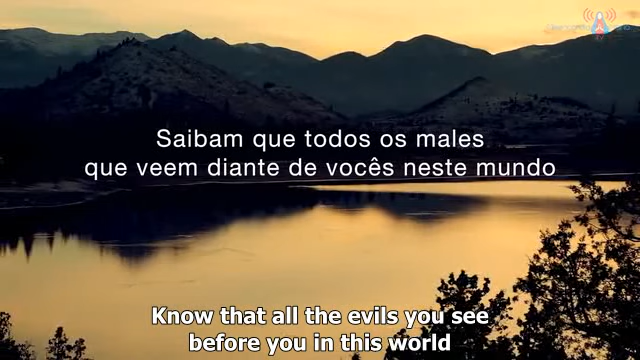 Saibam que todos os males
que veem diante de vocês neste mundo
Know that all the evils you see
before you in this world